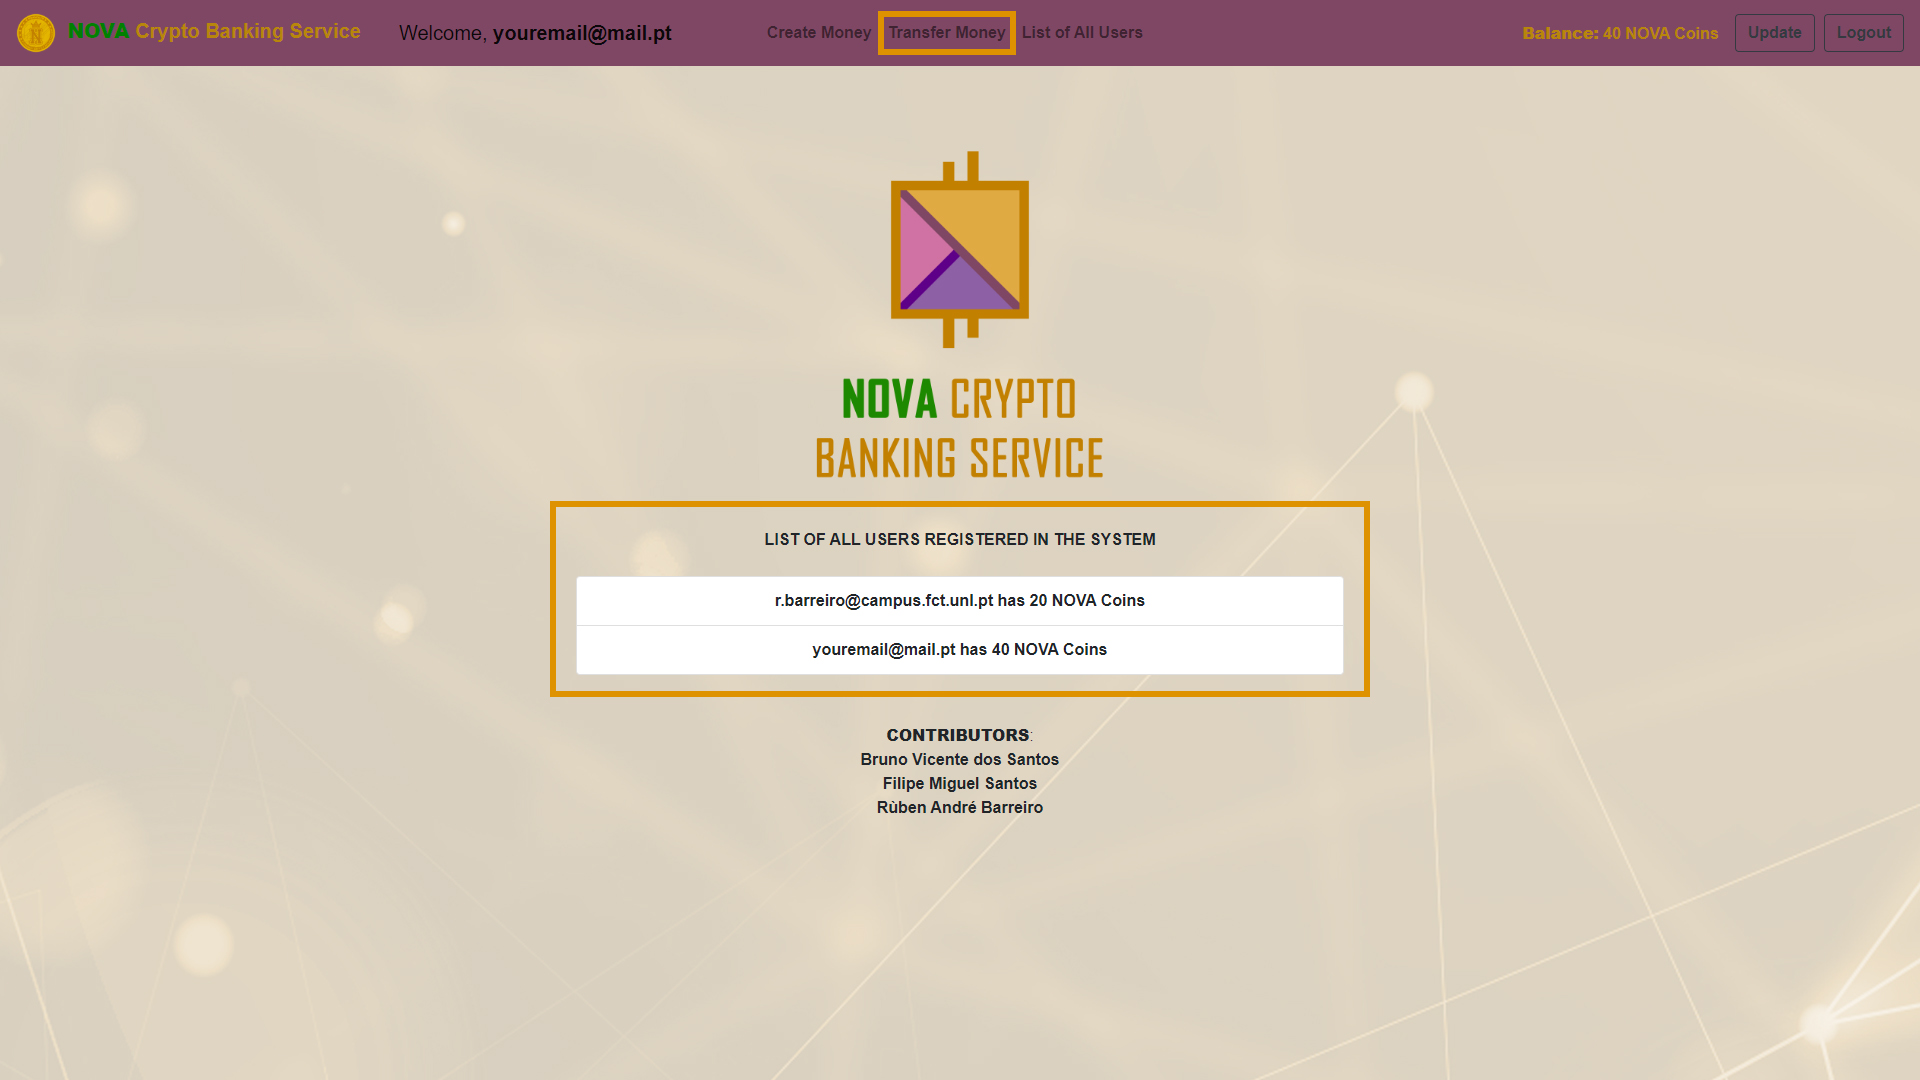 NOVA Crypto Banking Service
Welcome, youremail@mail.pt
Create Money
Transfer Money
List of All Users
Balance: 40 NOVA Coins
Update
Logout
NOVA CRYPTO
BANKING SERVICE
LIST OF ALL USERS REGISTERED IN THE SYSTEM
r.barreiro@campus.fct.unl.pt has 20 NOVA Coins
youremail@mail.pt has 40 NOVA Coins
CONTRIBUTORS:
Bruno Vicente dos Santos
Filipe Miguel Santos
Rùben André Barreiro